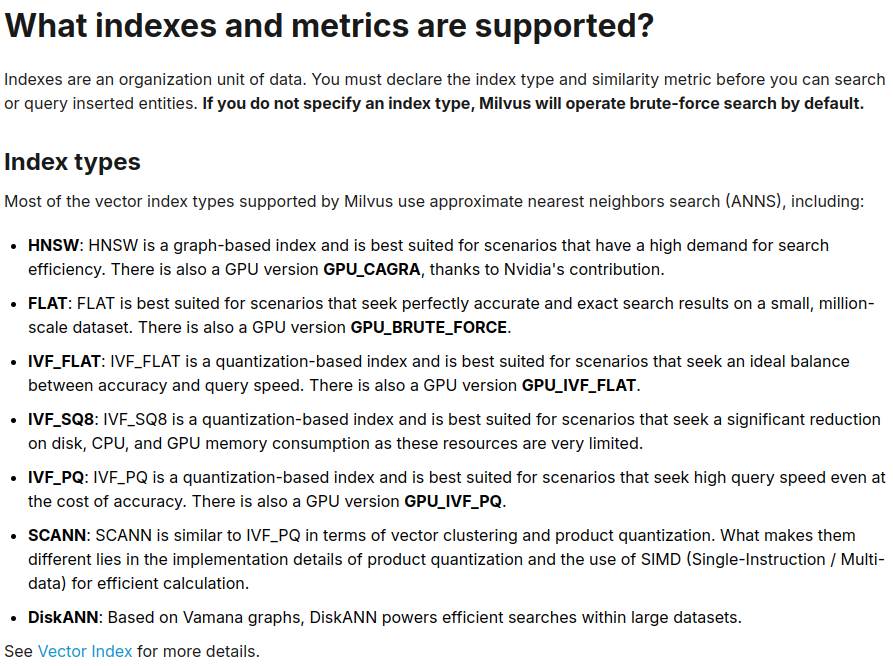 What indexes and metrics are supported?
Indexes are an organization unit of data. You must declare the index type and similarity metric before you can search
or query inserted entities. If you do not specify an index type, Milvus will operate brute-force search by default.
Index types
Most of the vector index types supported by Milvus use approximate nearest neighbors search (ANNS), including:
• HNSW: HNSW is a graph-based index and is best suited for scenarios that have a high demand for search
efficiency. There is also a GPU version GPU_CAGRA, thanks to Nvidia's contribution.
• FLAT: FLAT is best suited for scenarios that seek perfectly accurate and exact search results on a small, million-
scale dataset. There is also a GPU version GPU_BRUTE_FORCE.
• IVF_FLAT: IVF_FLAT is a quantization-based index and is best suited for scenarios that seek an ideal balance
between accuracy and query speed. There is also a GPU version GPU_IVF_FLAT.
• IVF_SQ8: IVF_SQ8 is a quantization-based index and is best suited for scenarios that seek a significant reduction
on disk, CPU, and GPU memory consumption as these resources are very limited.
• IVF_PQ: IVF_PQ is a quantization-based index and is best suited for scenarios that seek high query speed even at
the cost of accuracy. There is also a GPU version GPU_IVF_PQ.
• SCANN: SCANN is similar to IVF_PQ in terms of vector clustering and product quantization. What makes them
different lies in the implementation details of product quantization and the use of SIMD (Single-Instruction / Multi-
data) for efficient calculation.
• DiskANN: Based on Vamana graphs, DiskANN powers efficient searches within large datasets.
See Vector Index for more details.